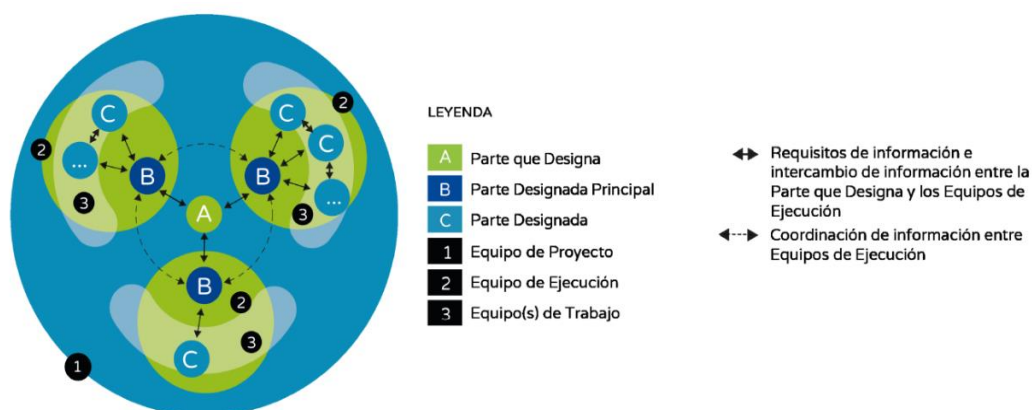 C
2
2
C
C
...
B
B
3
3
...
A
B
2
3
C
1
LEYENDA
A Parte que Designa
B Parte Designada Principal
C Parte Designada
1 Equipo de Proyecto
2 Equipo de Ejecución
3 Equipo(s) de Trabajo
Requisitos de información e
intercambio de información entre la
Parte que Designa y los Equipos de
Ejecución
Coordinación de información entre
Equipos de Ejecución